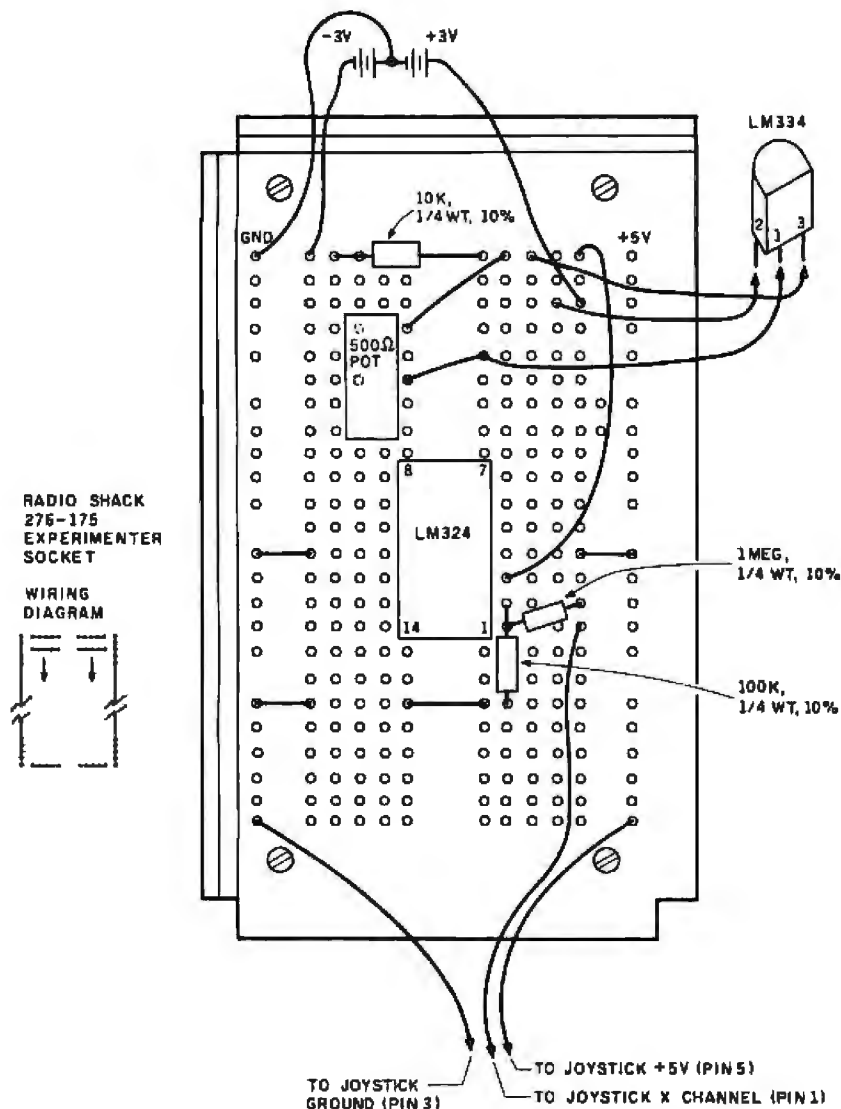 -3V
+3V
LM334
2
1
3
10K,
1/4 WT, 10%
GND
+5V
500Ω
POT
8
7
LM324
14
1
RADIO SHACK
276-175
EXPERIMENTER
SOCKET
WIRING
DIAGRAM
1MEG,
1/4 WT, 10%
100K,
1/4 WT, 10%
TO JOYSTICK
GROUND (PIN 3)
TO JOYSTICK +5V (PIN 5)
TO JOYSTICK X CHANNEL (PIN 1)